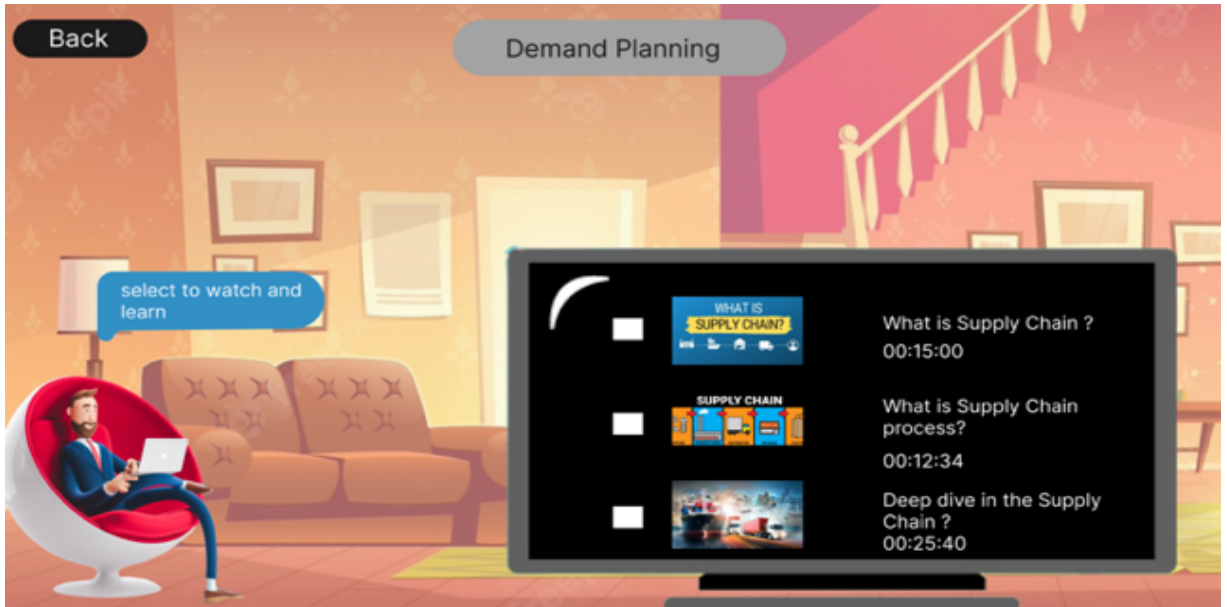 Back
Demand Planning
select to watch and
learn
WHAT IS
SUPPLY CHAIN?
What is Supply Chain ?
00:15:00
SUPPLY CHAIN
What is Supply Chain
process?
00:12:34
Deep dive in the Supply
Chain ?
00:25:40
freepik